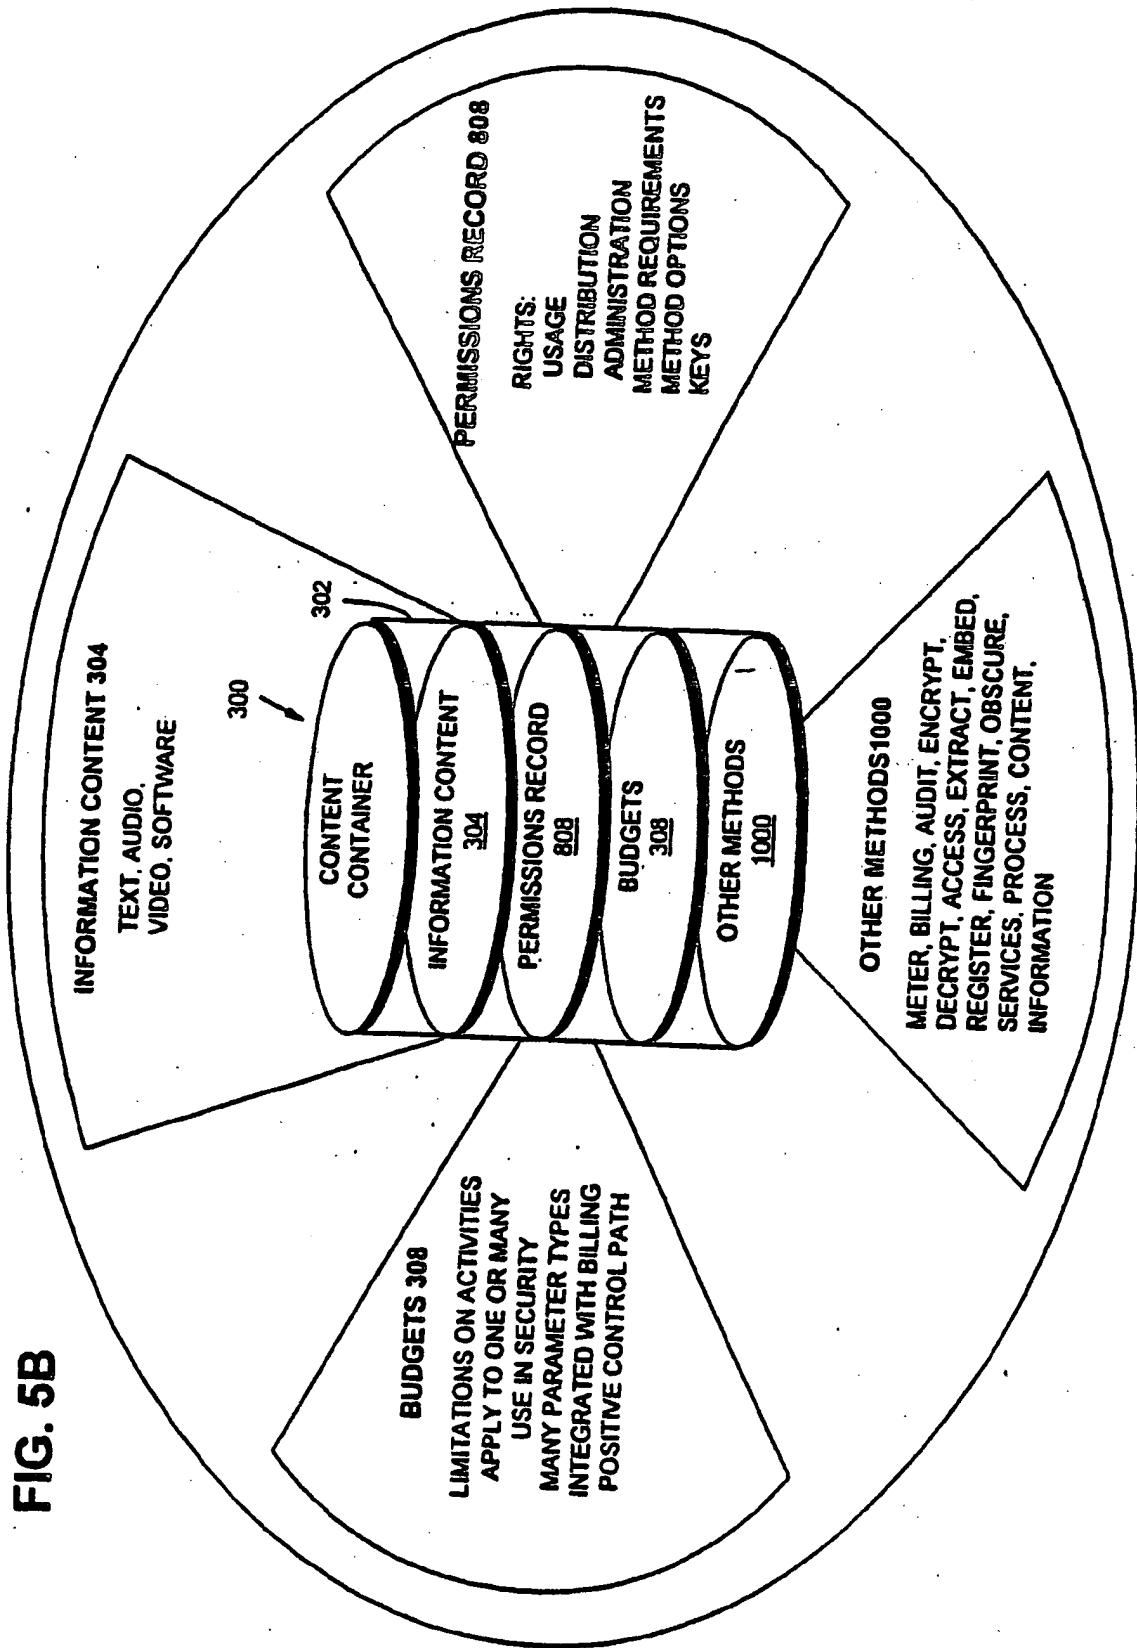 FIG. 5B
INFORMATION CONTENT 304
TEXT, AUDIO,
VIDEO, SOFTWARE
300
302
CONTENT
CONTAINER
INFORMATION CONTENT
304
PERMISSIONS RECORD
808
BUDGETS
308
OTHER METHODS
1000
BUDGETS 308
LIMITATIONS ON ACTIVITIES
APPLY TO ONE OR MANY
USE IN SECURITY
MANY PARAMETER TYPES
INTEGRATED WITH BILLING
POSITIVE CONTROL PATH
PERMISSIONS RECORD 808
RIGHTS:
USAGE
DISTRIBUTION
ADMINISTRATION
METHOD REQUIREMENTS
METHOD OPTIONS
KEYS
OTHER METHODS1000
METER, BILLING, AUDIT, ENCRYPT,
DECRYPT, ACCESS, EXTRACT, EMBED,
REGISTER, FINGERPRINT, OBSCURE,
SERVICES, PROCESS, CONTENT,
INFORMATION